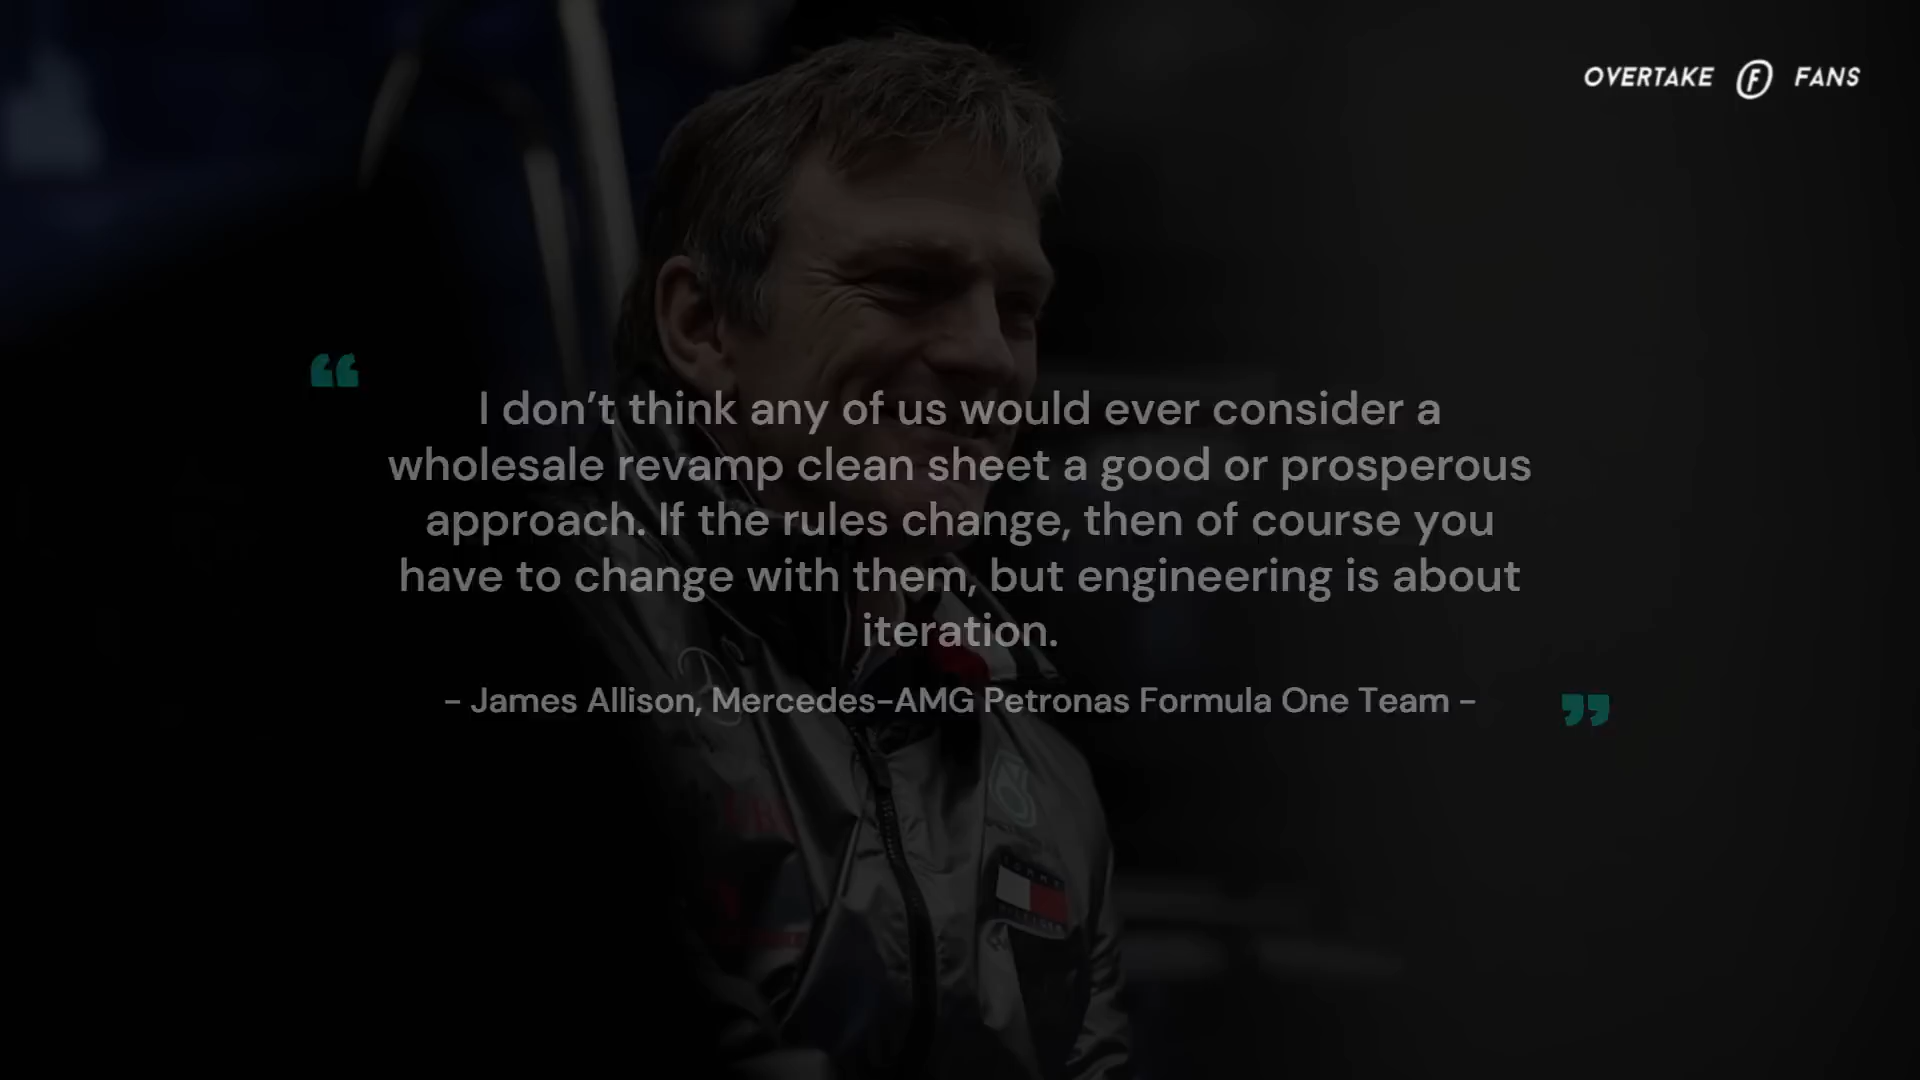 OVERTAKE F FANS
“
I don’t think any of us would ever consider a
wholesale revamp clean sheet a good or prosperous
approach. If the rules change, then of course you
have to change with them, but engineering is about
iteration.
- James Allison, Mercedes-AMG Petronas Formula One Team -
”